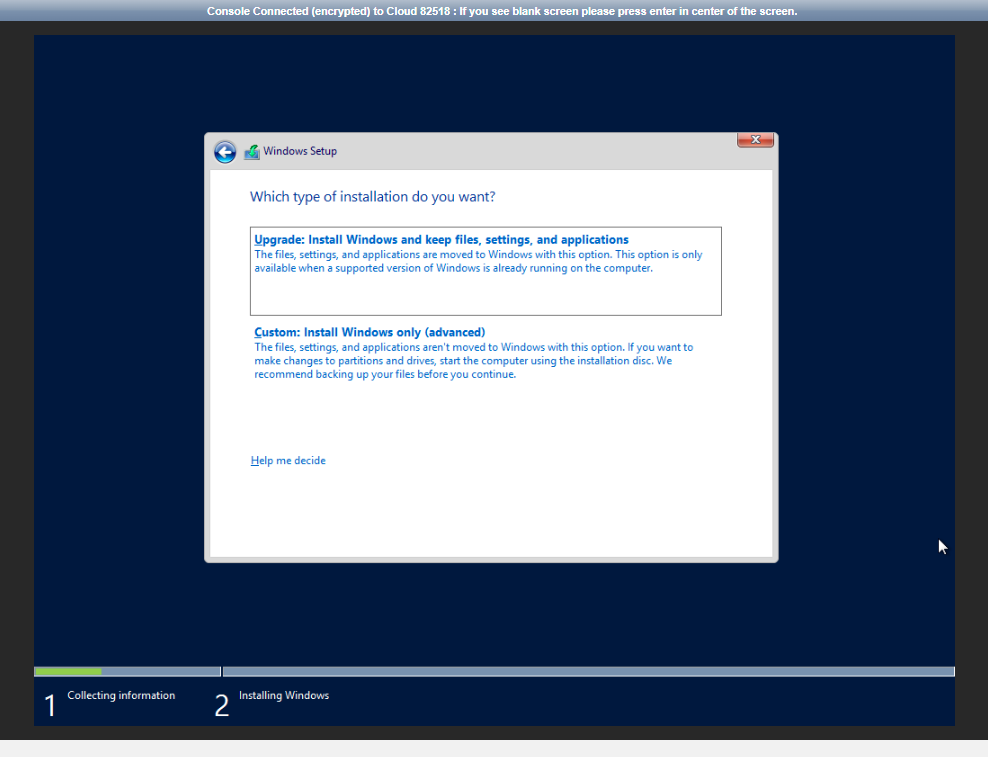 Console Connected (encrypted) to Cloud 82518 : If you see blank screen please press enter in center of the screen.
Windows Setup
Which type of installation do you want?
Upgrade: Install Windows and keep files, settings, and applications
The files, settings, and applications are moved to Windows with this option. This option is only
available when a supported version of Windows is already running on the computer.
Custom: Install Windows only (advanced)
The files, settings, and applications aren't moved to Windows with this option. If you want to
make changes to partitions and drives, start the computer using the installation disc. We
recommend backing up your files before you continue.
Help me decide
1 Collecting information
2 Installing Windows